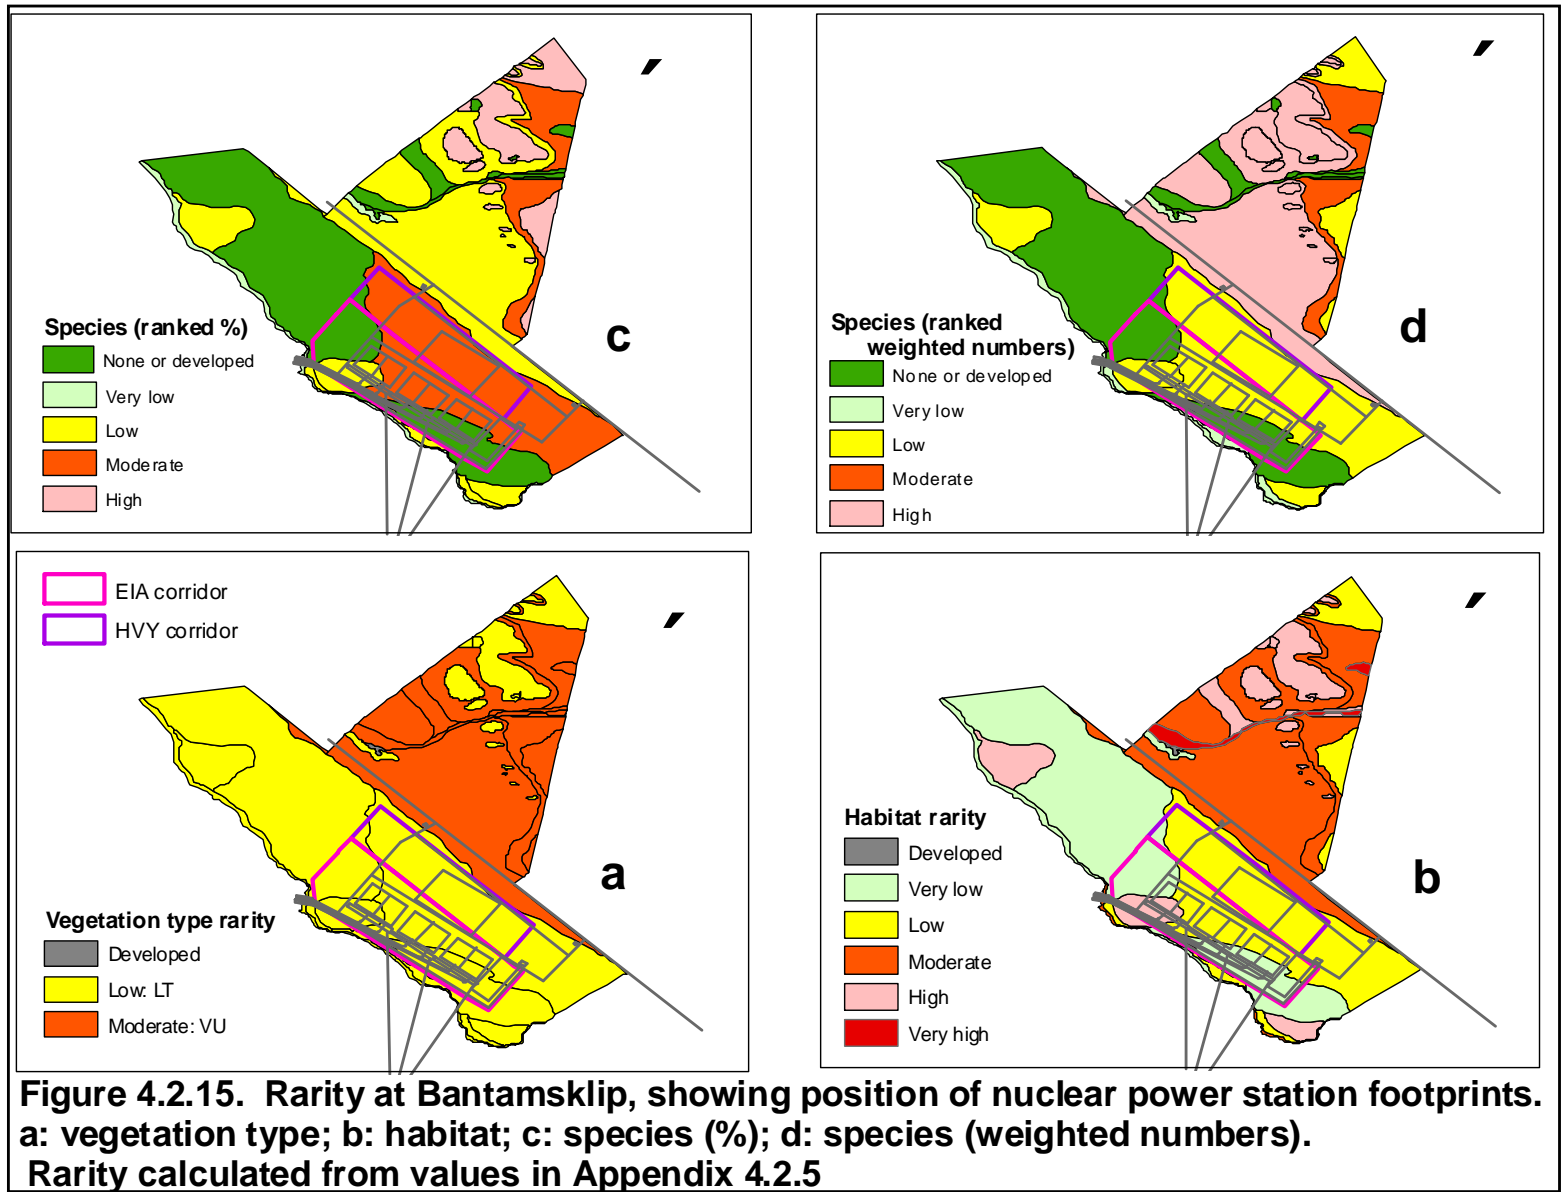 Species (ranked %)
None or developed
Very low
Low
Moderate
High
c
Species (ranked
weighted numbers)
None or developed
Very low
Low
Moderate
High
d
EIA corridor
HVY corridor
a
Vegetation type rarity
Developed
Low: LT
Moderate: VU
Habitat rarity
Developed
Very low
Low
Moderate
High
Very high
b
Figure 4.2.15. Rarity at Bantamsklip, showing position of nuclear power station footprints.
a: vegetation type; b: habitat; c: species (%); d: species (weighted numbers).
Rarity calculated from values in Appendix 4.2.5